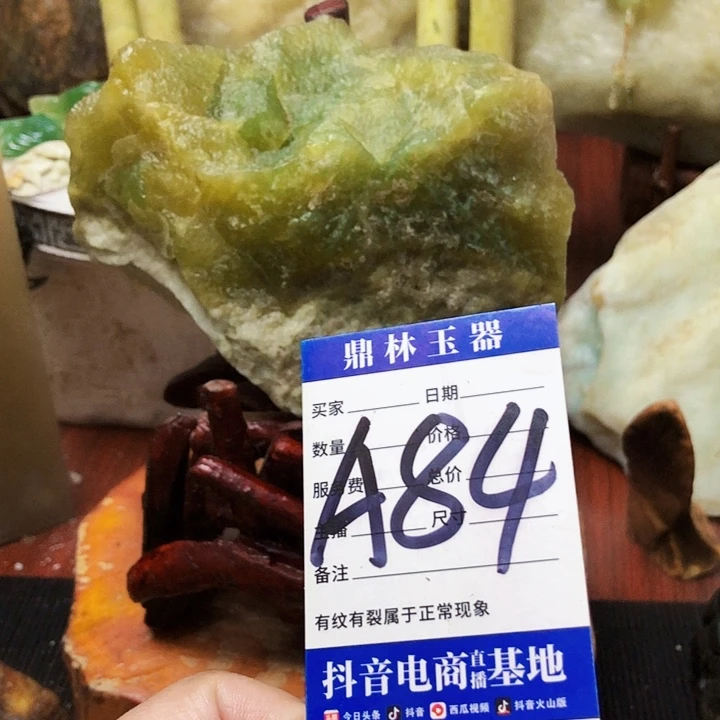 鼎林玉器
买家 日期
数量 价格
服务费 总价
主播 尺寸
A84
备注
有纹有裂属于正常现象
抖音电商直播基地
今日头条 抖音 西瓜视频 抖音火山版